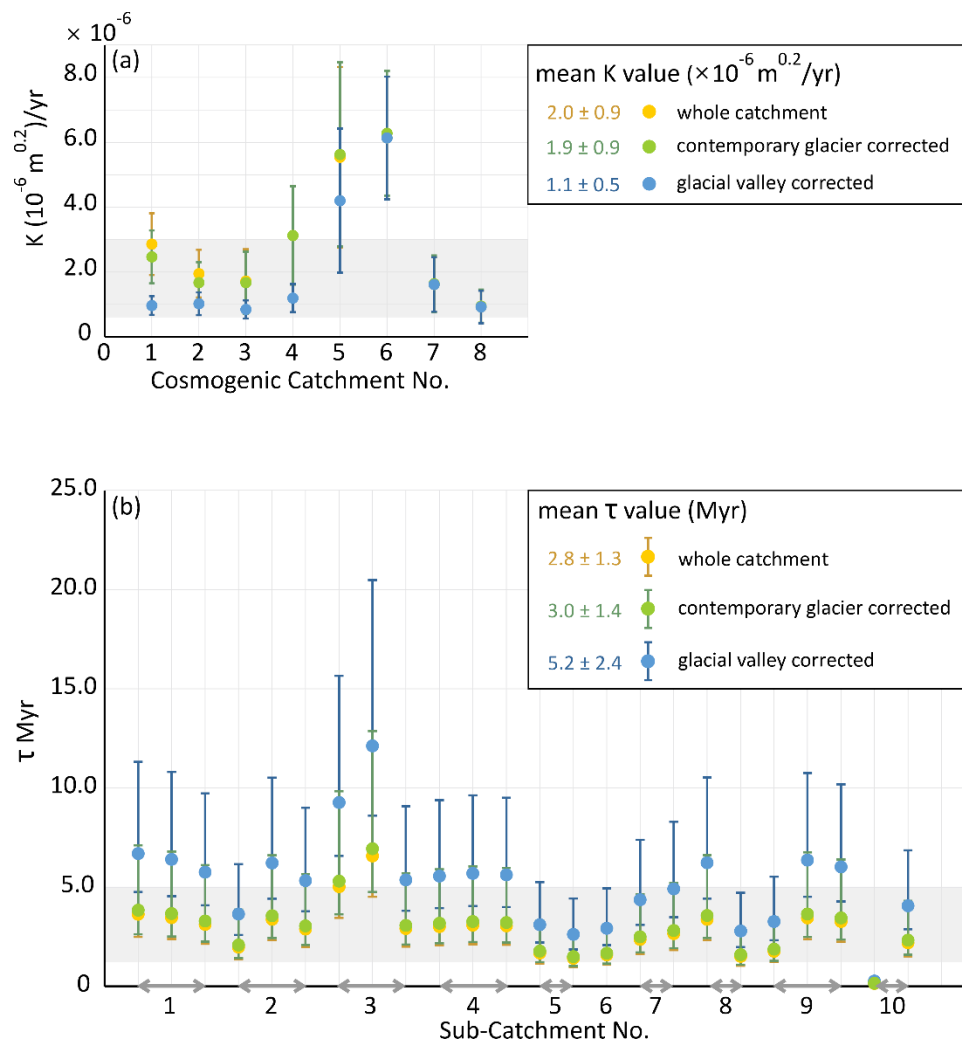 × 10⁻⁶
(a)
8.0
6.0
4.0
2.0
0
K (10⁻⁶ m⁰·²)/yr
0 1 2 3 4 5 6 7 8
Cosmogenic Catchment No.
mean K value (×10⁻⁶ m⁰·²/yr)
2.0 ± 0.9 whole catchment
1.9 ± 0.9 contemporary glacier corrected
1.1 ± 0.5 glacial valley corrected
(b)
25.0
20.0
15.0
10.0
5.0
0
τ Myr
1 2 3 4 5 6 7 8 9 10
Sub-Catchment No.
mean τ value (Myr)
2.8 ± 1.3 whole catchment
3.0 ± 1.4 contemporary glacier corrected
5.2 ± 2.4 glacial valley corrected